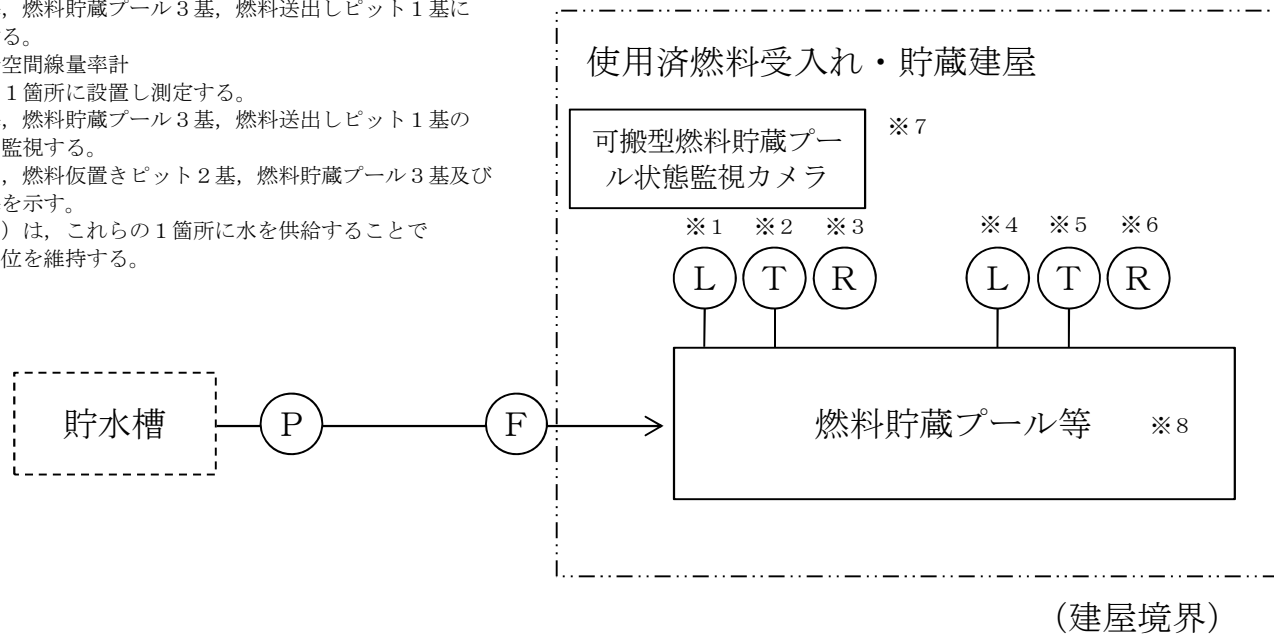 ，燃料貯蔵プール３基，燃料送出しピット１基に
る。
空間線量率計
１箇所に設置し測定する。
，燃料貯蔵プール３基，燃料送出しピット１基の
監視する。
，燃料仮置きピット２基，燃料貯蔵プール３基及び
を示す。
）は，これらの１箇所に水を供給することで
位を維持する。
使用済燃料受入れ・貯蔵建屋
可搬型燃料貯蔵プー
ル状態監視カメラ
※７
※１ ※２ ※３ ※４ ※５ ※６
Ｌ Ｔ Ｒ Ｌ Ｔ Ｒ
貯水槽 Ｐ Ｆ 燃料貯蔵プール等 ※８
（建屋境界）